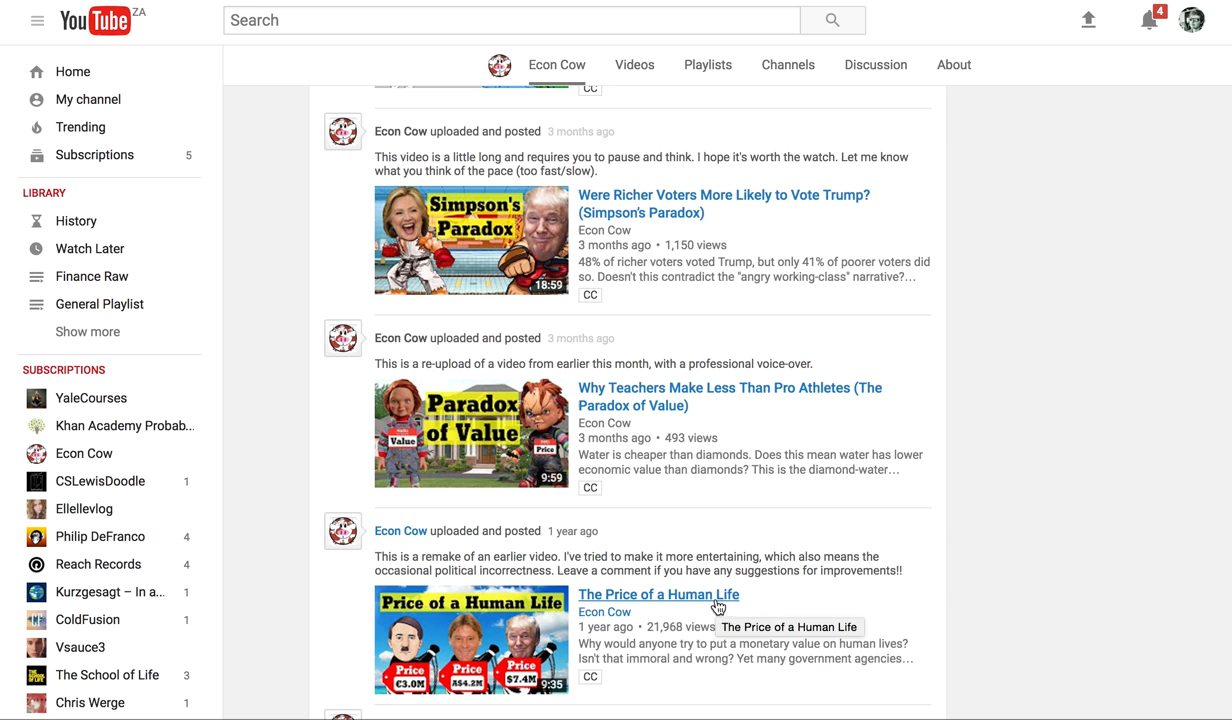 YouTube ZA
Search
4
Econ Cow Videos Playlists Channels Discussion About
Home
My channel
Trending
Subscriptions 5
LIBRARY
History
Watch Later
Finance Raw
General Playlist
Show more
SUBSCRIPTIONS
YaleCourses
Khan Academy Probab...
Econ Cow
CSLewisDoodle 1
Ellellevlog
Philip DeFranco 4
Reach Records 4
Kurzgesagt – In a... 1
ColdFusion 1
Vsauce3
The School of Life 3
Chris Werge 1
CC
Econ Cow uploaded and posted 3 months ago
This video is a little long and requires you to pause and think. I hope it's worth the watch. Let me know
what you think of the pace (too fast/slow).
Simpson's
Paradox
18:59
Were Richer Voters More Likely to Vote Trump?
(Simpson's Paradox)
Econ Cow
3 months ago • 1,150 views
48% of richer voters voted Trump, but only 41% of poorer voters did
so. Doesn't this contradict the "angry working-class" narrative?...
CC
Econ Cow uploaded and posted 3 months ago
This is a re-upload of a video from earlier this month, with a professional voice-over.
Paradox
of Value
Value
Price
9:59
Why Teachers Make Less Than Pro Athletes (The
Paradox of Value)
Econ Cow
3 months ago • 493 views
Water is cheaper than diamonds. Does this mean water has lower
economic value than diamonds? This is the diamond-water...
CC
Econ Cow uploaded and posted 1 year ago
This is a remake of an earlier video. I've tried to make it more entertaining, which also means the
occasional political incorrectness. Leave a comment if you have any suggestions for improvements!!
Price of a Human Life
Price
€3.0M
Price
A$4.2M
Price
$7.4M
9:35
The Price of a Human Life
Econ Cow
1 year ago • 21,968 views
The Price of a Human Life
Why would anyone try to put a monetary value on human lives?
Isn't that immoral and wrong? Yet many government agencies...
CC